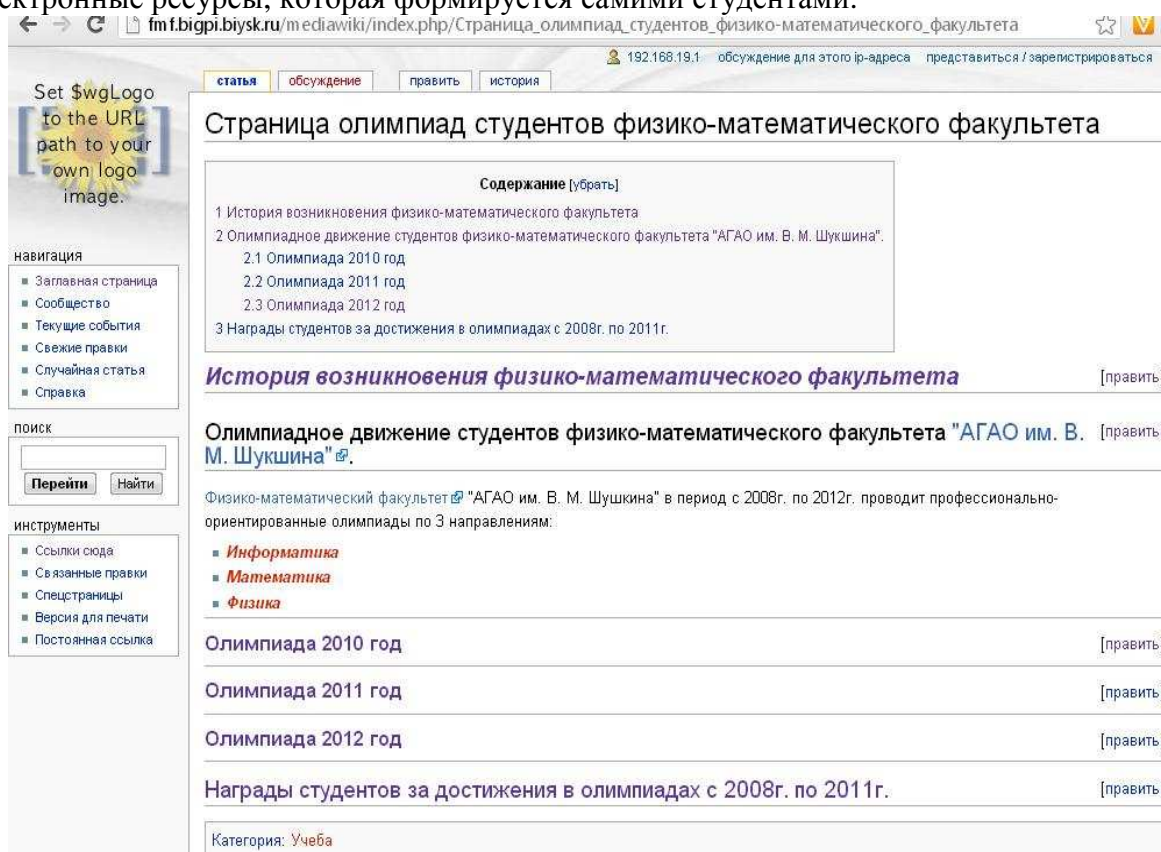 ектронные ресурсы, которая формируется самими студентами.
fmf.bigpi.biysk.ru/mediawiki/index.php/Страница_олимпиад_студентов_физико-математического_факультета
192.168.19.1 обсуждение для этого ip-адреса представиться / зарегистрироваться
статья обсуждение править история
Set $wgLogo
to the URL
path to your
own logo
image.
Страница олимпиад студентов физико-математического факультета
Содержание [убрать]
1 История возникновения физико-математического факультета
2 Олимпиадное движение студентов физико-математического факультета "АГАО им. В. М. Шукшина".
2.1 Олимпиада 2010 год
2.2 Олимпиада 2011 год
2.3 Олимпиада 2012 год
3 Награды студентов за достижения в олимпиадах с 2008г. по 2011г.
навигация
Заглавная страница
Сообщество
Текущие события
Свежие правки
Случайная статья
Справка
поиск
Перейти Найти
инструменты
Ссылки сюда
Связанные правки
Спецстраницы
Версия для печати
Постоянная ссылка
История возникновения физико-математического факультета [править
Олимпиадное движение студентов физико-математического факультета "АГАО им. В. [править
М. Шукшина".
Физико-математический факультет "АГАО им. В. М. Шушкина" в период с 2008г. по 2012г. проводит профессионально-
ориентированные олимпиады по 3 направлениям:
Информатика
Математика
Физика
Олимпиада 2010 год [править
Олимпиада 2011 год [править
Олимпиада 2012 год [править
Награды студентов за достижения в олимпиадах с 2008г. по 2011г. [править
Категория: Учеба